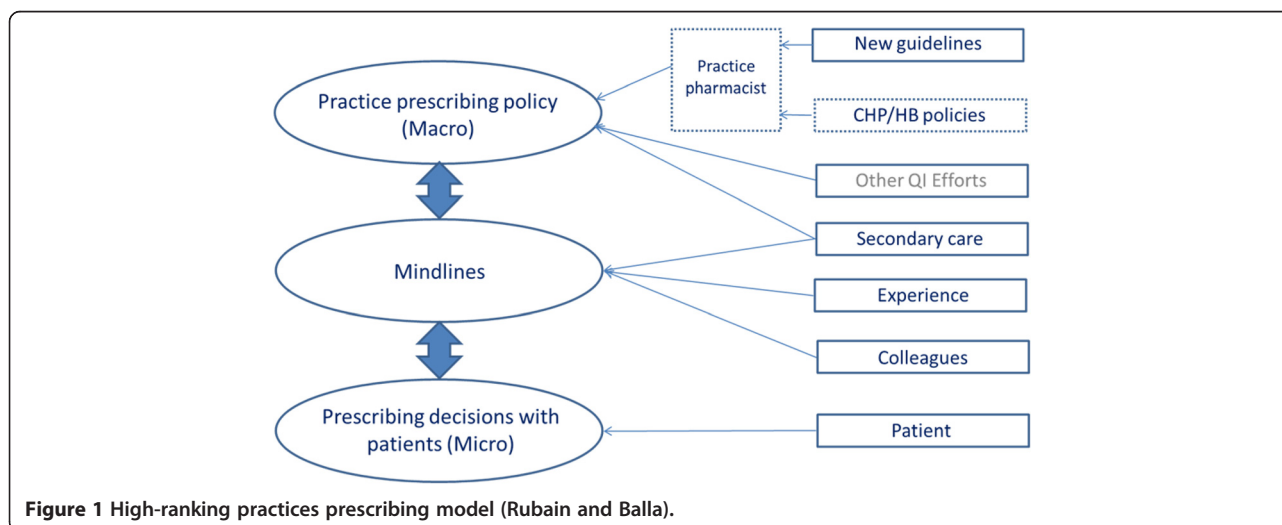 New guidelines
Practice
pharmacist
Practice prescribing policy
(Macro)
CHP/HB policies
Other QI Efforts
Secondary care
Mindlines
Experience
Colleagues
Prescribing decisions with
patients (Micro)
Patient
Figure 1 High-ranking practices prescribing model (Rubain and Balla).